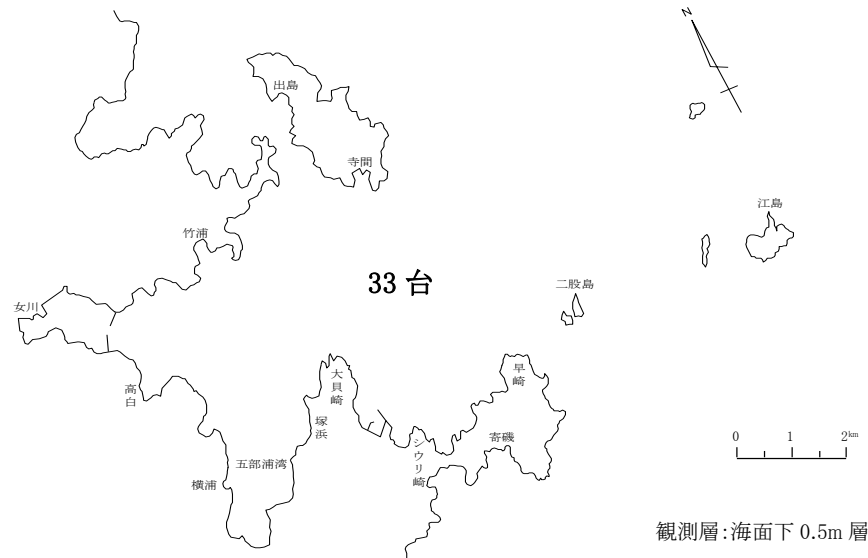 N
出島
寺間
江島
竹浦
33 台
二股島
女川
大貝崎
早崎
高白
塚浜
寄磯
シウリ崎
五部浦湾
横浦
0 1 2km
観測層:海面下 0.5m 層